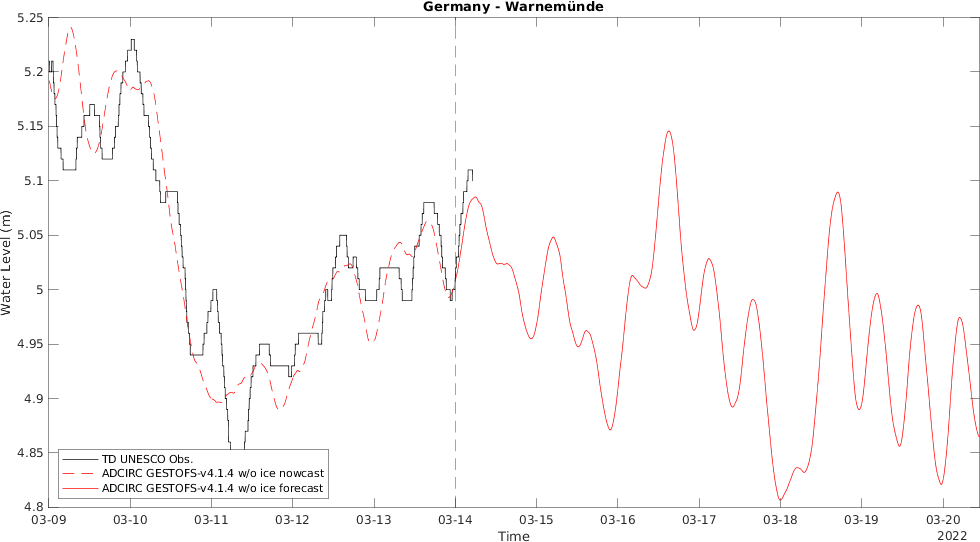 Germany - Warnemünde
Water Level (m)
5.25
5.2
5.15
5.1
5.05
5
4.95
4.9
4.85
4.8
TD UNESCO Obs.
ADCIRC GESTOFS-v4.1.4 w/o ice nowcast
ADCIRC GESTOFS-v4.1.4 w/o ice forecast
03-09 03-10 03-11 03-12 03-13 03-14 03-15 03-16 03-17 03-18 03-19 03-20
Time
2022